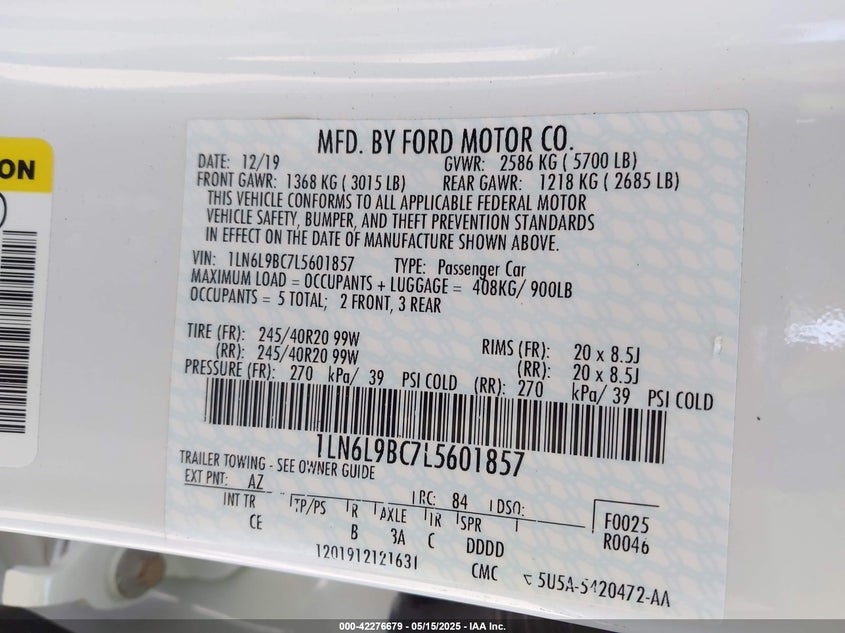 ION
MFD. BY FORD MOTOR CO.
DATE: 12/19 GVWR: 2586 KG ( 5700 LB)
FRONT GAWR: 1368 KG ( 3015 LB) REAR GAWR: 1218 KG ( 2685 LB)
THIS VEHICLE CONFORMS TO ALL APPLICABLE FEDERAL MOTOR
VEHICLE SAFETY, BUMPER, AND THEFT PREVENTION STANDARDS
IN EFFECT ON THE DATE OF MANUFACTURE SHOWN ABOVE.
VIN: 1LN6L9BC7L5601857 TYPE: Passenger Car
MAXIMUM LOAD = OCCUPANTS + LUGGAGE = 408KG/ 900LB
OCCUPANTS = 5 TOTAL; 2 FRONT, 3 REAR
TIRE (FR): 245/40R20 99W RIMS (FR): 20 x 8.5J
(RR): 245/40R20 99W (RR): 20 x 8.5J
PRESSURE (FR): 270 kPa/ 39 PSI COLD (RR): 270 kPa/ 39 PSI COLD
1LN6L9BC7L5601857
TRAILER TOWING - SEE OWNER GUIDE
EXT PNT: AZ RC: 84 DSO: F0025
INT TR TP/PS R AXLE TR SPR R0046
CE B 3A C DDDD
1201912121631 CMC 5U5A-5420472-AA
000-42276679 — 05/15/2025 — IAA Inc.